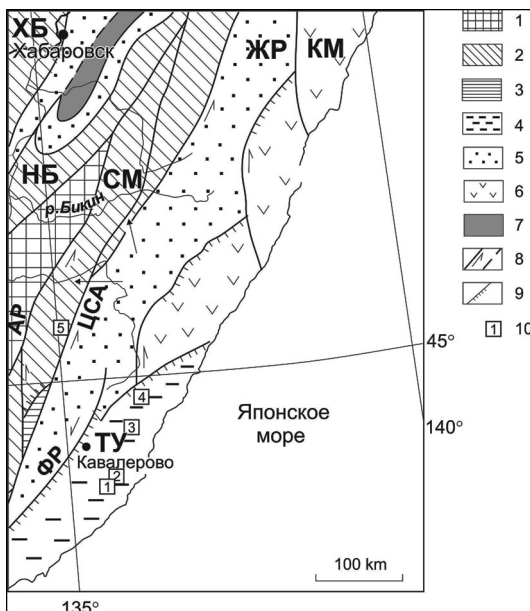 ХБ
Хабаровск
ЖР
КМ
НБ
СМ
р.Бикин
АР
ЦСА
5
45°
4
Японское
море
3
140°
ТУ
ФР
Кавалерово
2
1
100 km
135°
1
2
3
4
5
6
7
8
9
1 10